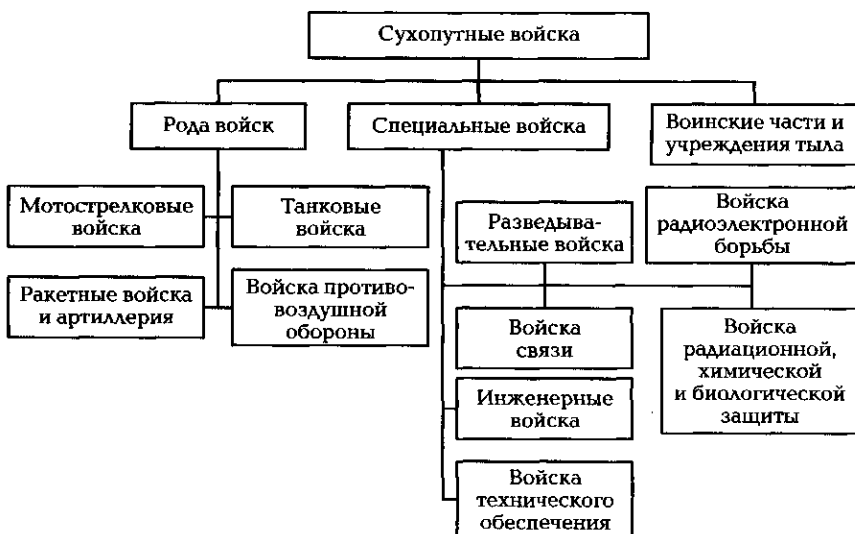 Сухопутные войска
Рода войск
Специальные войска
Воинские части и
учреждения тыла
Мотострелковые
войска
Танковые
войска
Ракетные войска
и артиллерия
Войска противо-
воздушной
обороны
Разведыва-
тельные войска
Войска
радиоэлектронной
борьбы
Войска
связи
Войска
радиационной,
химической
и биологической
защиты
Инженерные
войска
Войска
технического
обеспечения